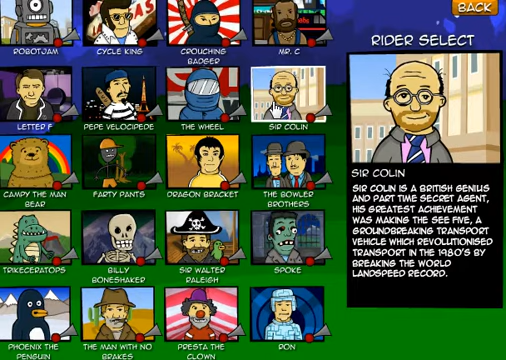 BACK
RIDER SELECT
ROBOTJAM
CYCLE KING
CROUCHING
BADGER
MR. C
LETTER F
PEPE VELOCIPEDE
THE WHEEL
SIR COLIN
CAMPY THE MAN
BEAR
FARTY PANTS
DRAGON BRACKET
THE BOWLER
BROTHERS
TRIKECERATOPS
BILLY
BONESHAKER
SIR WALTER
RALEIGH
SPOKE
PHOENIX THE
PENGUIN
THE MAN WITH NO
BRAKES
PRESTA THE
CLOWN
RON
SIR COLIN
SIR COLIN IS A BRITISH GENIUS
AND PART TIME SECRET AGENT,
HIS GREATEST ACHIEVEMENT
WAS MAKING THE SEE FIVE, A
GROUNDBREAKING TRANSPORT
VEHICLE WHICH REVOLUTIONISED
TRANSPORT IN THE 1980'S BY
BREAKING THE WORLD
LANDSPEED RECORD.